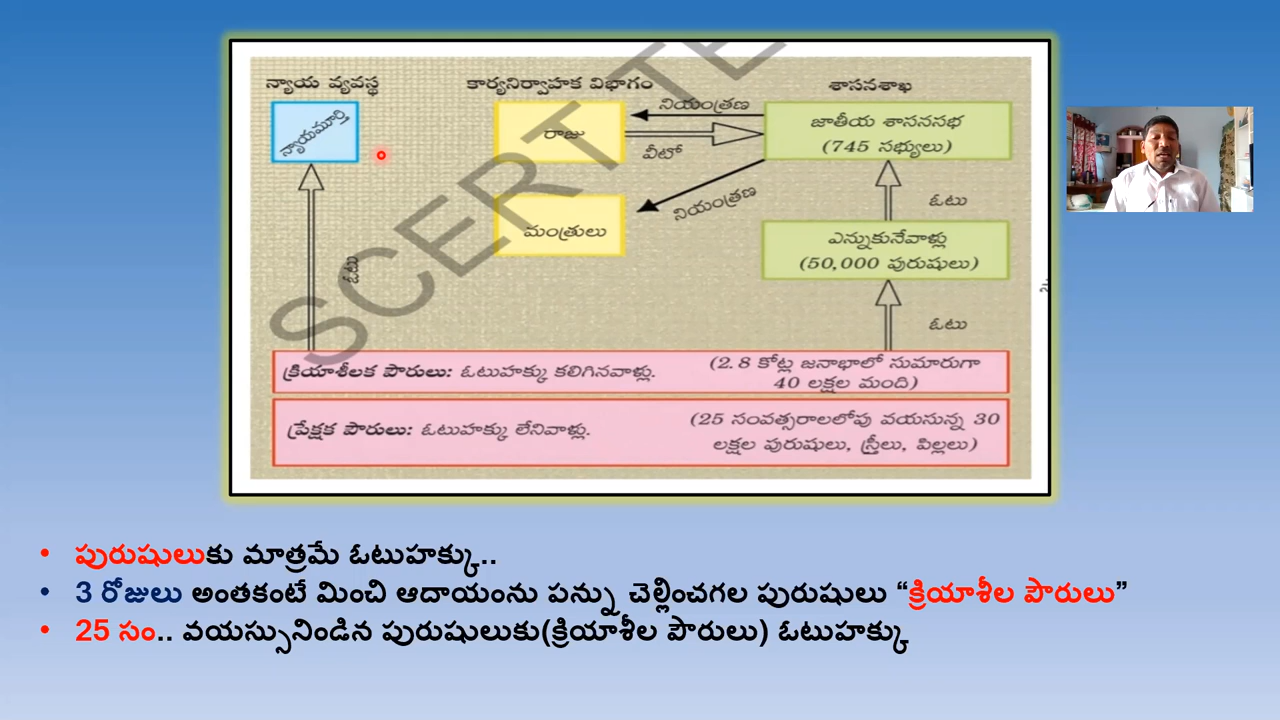 న్యాయ వ్యవస్థ
కార్యనిర్వాహక విభాగం
శాసనశాఖ
న్యాయమూర్తి
రాజు
నియంత్రణ
వీటో
జాతీయ శాసనసభ
(745 సభ్యులు)
మంత్రులు
నియంత్రణ
ఓటు
ఎన్నుకునేవాళ్లు
(50,000 పురుషులు)
ఓటు
ఓటు
క్రియాశీలక పౌరులు: ఓటుహక్కు కలిగినవాళ్లు.
(2.8 కోట్ల జనాభాలో సుమారుగా
40 లక్షల మంది)
ప్రేక్షక పౌరులు: ఓటుహక్కు లేనివాళ్లు.
(25 సంవత్సరాలలోపు వయసున్న 30
లక్షల పురుషులు, స్త్రీలు, పిల్లలు)
SCERT TE
• పురుషులుకు మాత్రమే ఓటుహక్కు..
• 3 రోజులు అంతకంటే మించి ఆదాయంను పన్ను చెల్లించగల పురుషులు “క్రియాశీల పౌరులు”
• 25 సం.. వయస్సునిండిన పురుషులుకు(క్రియాశీల పౌరులు) ఓటుహక్కు